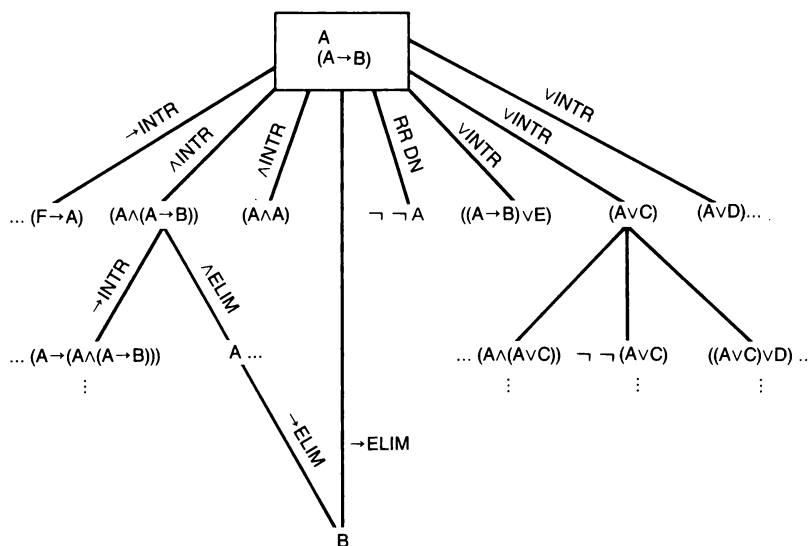 A
(A→B)
→INTR
∧INTR
∧INTR
RR DN
∨INTR
∨INTR
∨INTR
... (F→A)
(A∧(A→B))
(A∧A)
¬ ¬ A
((A→B)∨E)
(A∨C)
(A∨D)...
→INTR
∧ELIM
... (A→(A∧(A→B)))
A ...
... (A∧(A∨C))
¬ ¬ (A∨C)
((A∨C)∨D) ...
⋮
⋮
⋮
⋮
→ELIM
→ELIM
B